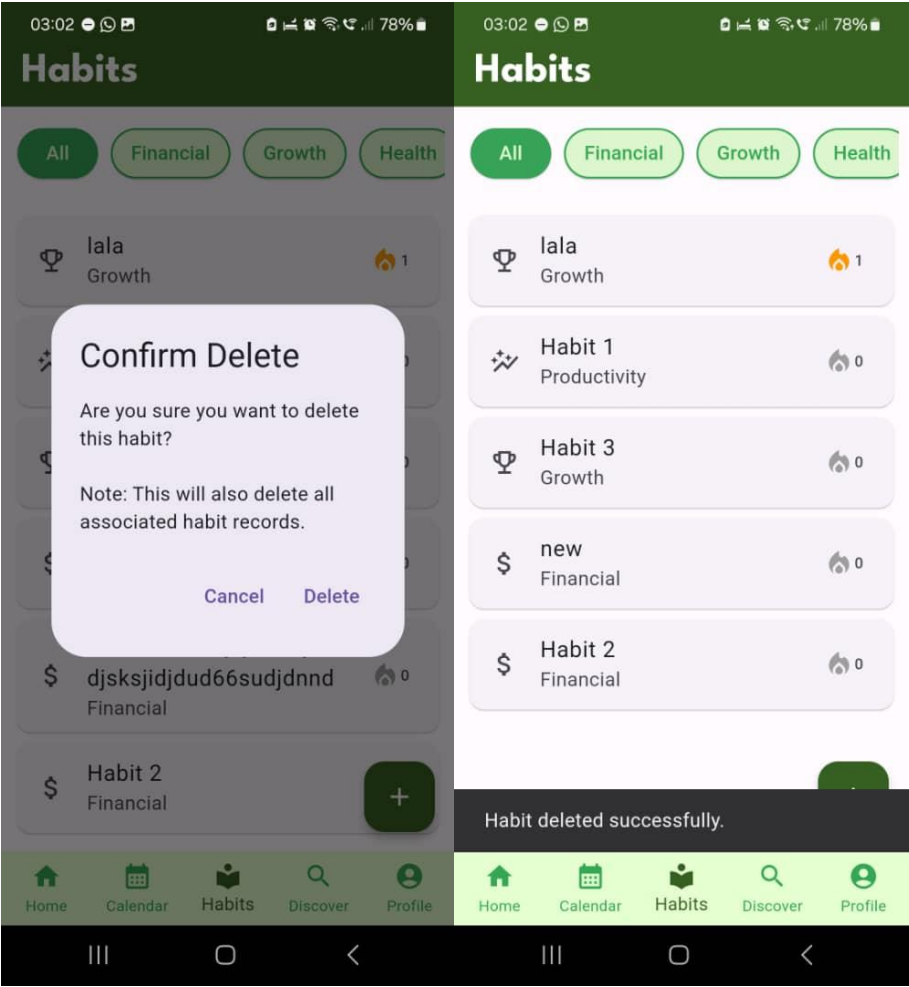 03:02
78%
Habits
All
Financial
Growth
Health
lala
Growth
1
Confirm Delete
Are you sure you want to delete
this habit?
Note: This will also delete all
associated habit records.
Cancel
Delete
djsksjidjdud66sudjdnnd
0
Financial
Habit 2
Financial
+
Home
Calendar
Habits
Discover
Profile
03:02
78%
Habits
All
Financial
Growth
Health
lala
Growth
1
Habit 1
Productivity
0
Habit 3
Growth
0
new
Financial
0
Habit 2
Financial
0
Habit deleted successfully.
Home
Calendar
Habits
Discover
Profile